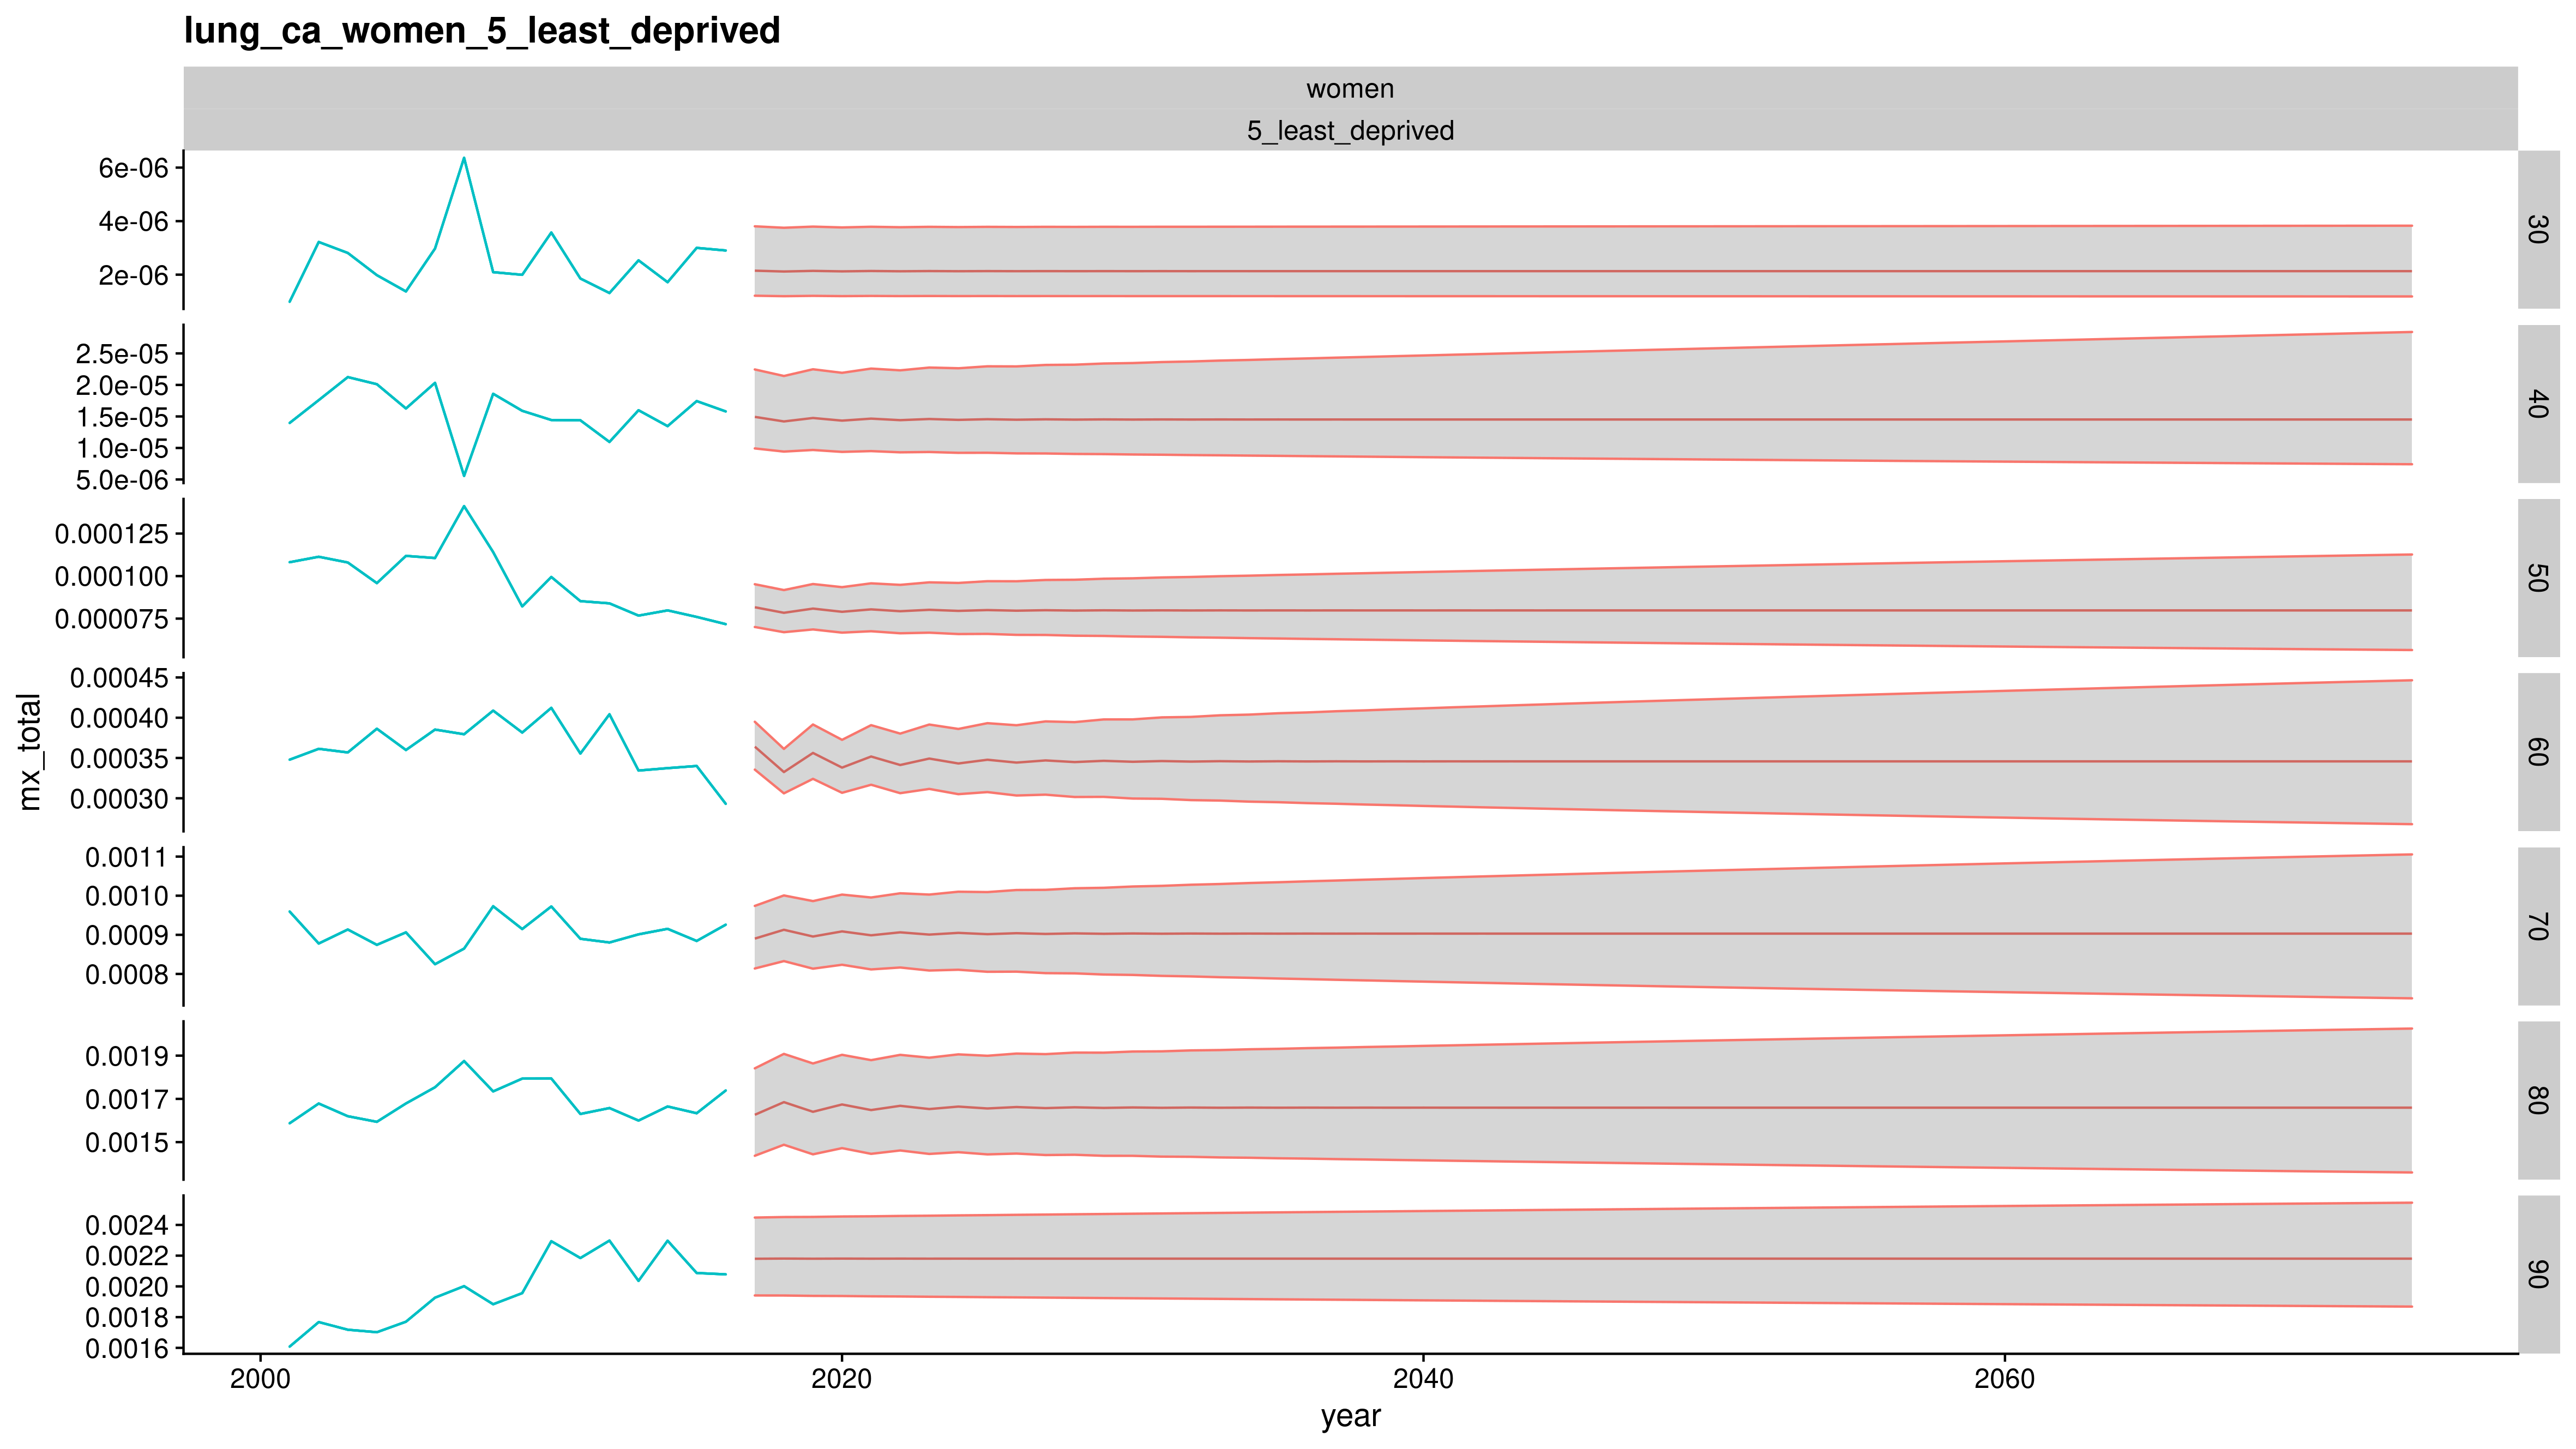 lung_ca_women_5_least_deprived
women
5_least_deprived
6e-06
4e-06
2e-06
30
2.5e-05
2.0e-05
1.5e-05
1.0e-05
5.0e-06
40
0.000125
0.000100
0.000075
50
0.00045
0.00040
0.00035
0.00030
60
0.0011
0.0010
0.0009
0.0008
70
0.0019
0.0017
0.0015
80
0.0024
0.0022
0.0020
0.0018
0.0016
90
mx_total
2000 2020 2040 2060
year